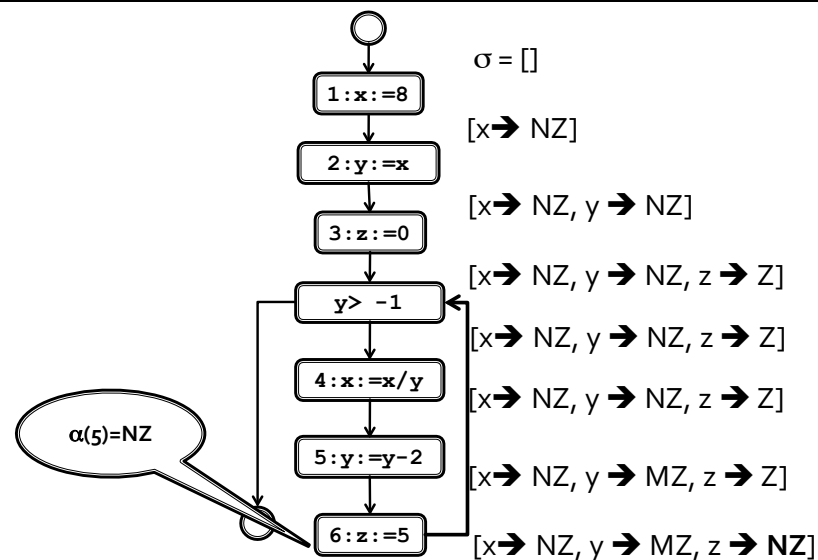 σ = []
1:x:=8
[x➔ NZ]
2:y:=x
[x➔ NZ, y ➔ NZ]
3:z:=0
[x➔ NZ, y ➔ NZ, z ➔ Z]
y> -1
[x➔ NZ, y ➔ NZ, z ➔ Z]
4:x:=x/y
[x➔ NZ, y ➔ NZ, z ➔ Z]
α(5)=NZ
5:y:=y-2
[x➔ NZ, y ➔ MZ, z ➔ Z]
6:z:=5
[x➔ NZ, y ➔ MZ, z ➔ NZ]